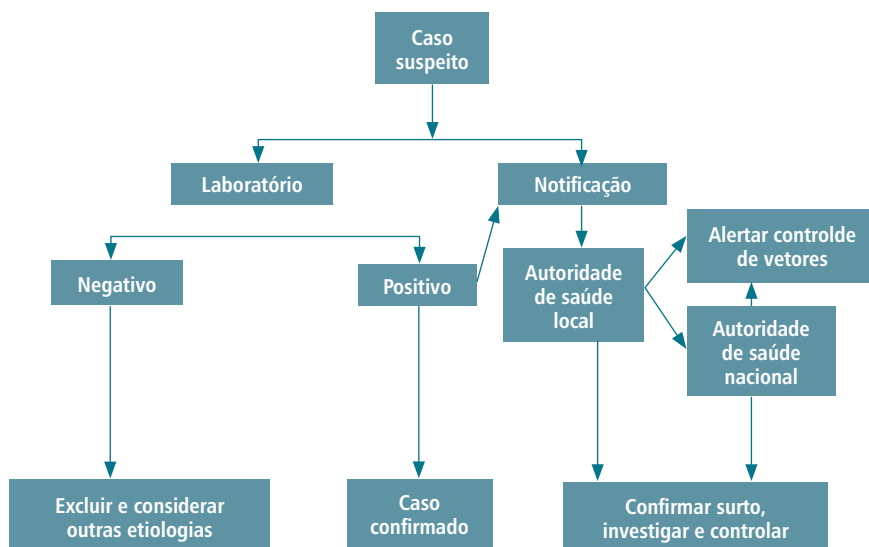 Caso
suspeito
Laboratório
Notificação
Negativo
Positivo
Autoridade
de saúde
local
Alertar controlde
de vetores
Autoridade
de saúde
nacional
Excluir e considerar
outras etiologias
Caso
confirmado
Confirmar surto,
investigar e controlar